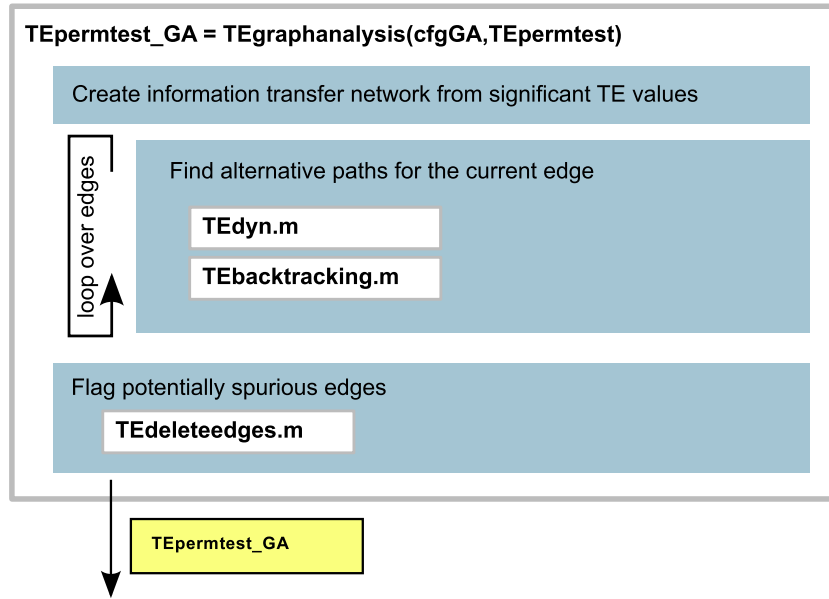 TEpermtest_GA = TEgraphanalysis(cfgGA,TEpermtest)
Create information transfer network from significant TE values
loop over edges
Find alternative paths for the current edge
TEdyn.m
TEbacktracking.m
Flag potentially spurious edges
TEdeleteedges.m
TEpermtest_GA